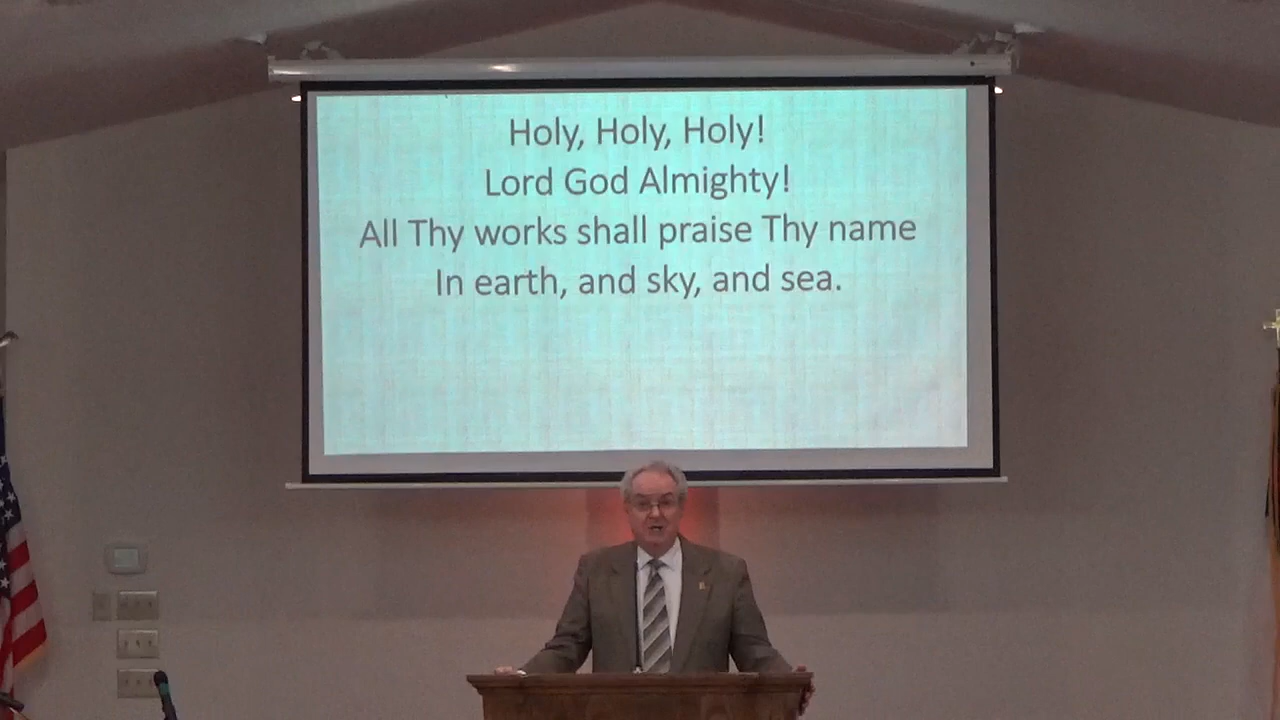 Holy, Holy, Holy!
Lord God Almighty!
All Thy works shall praise Thy name
In earth, and sky, and sea.